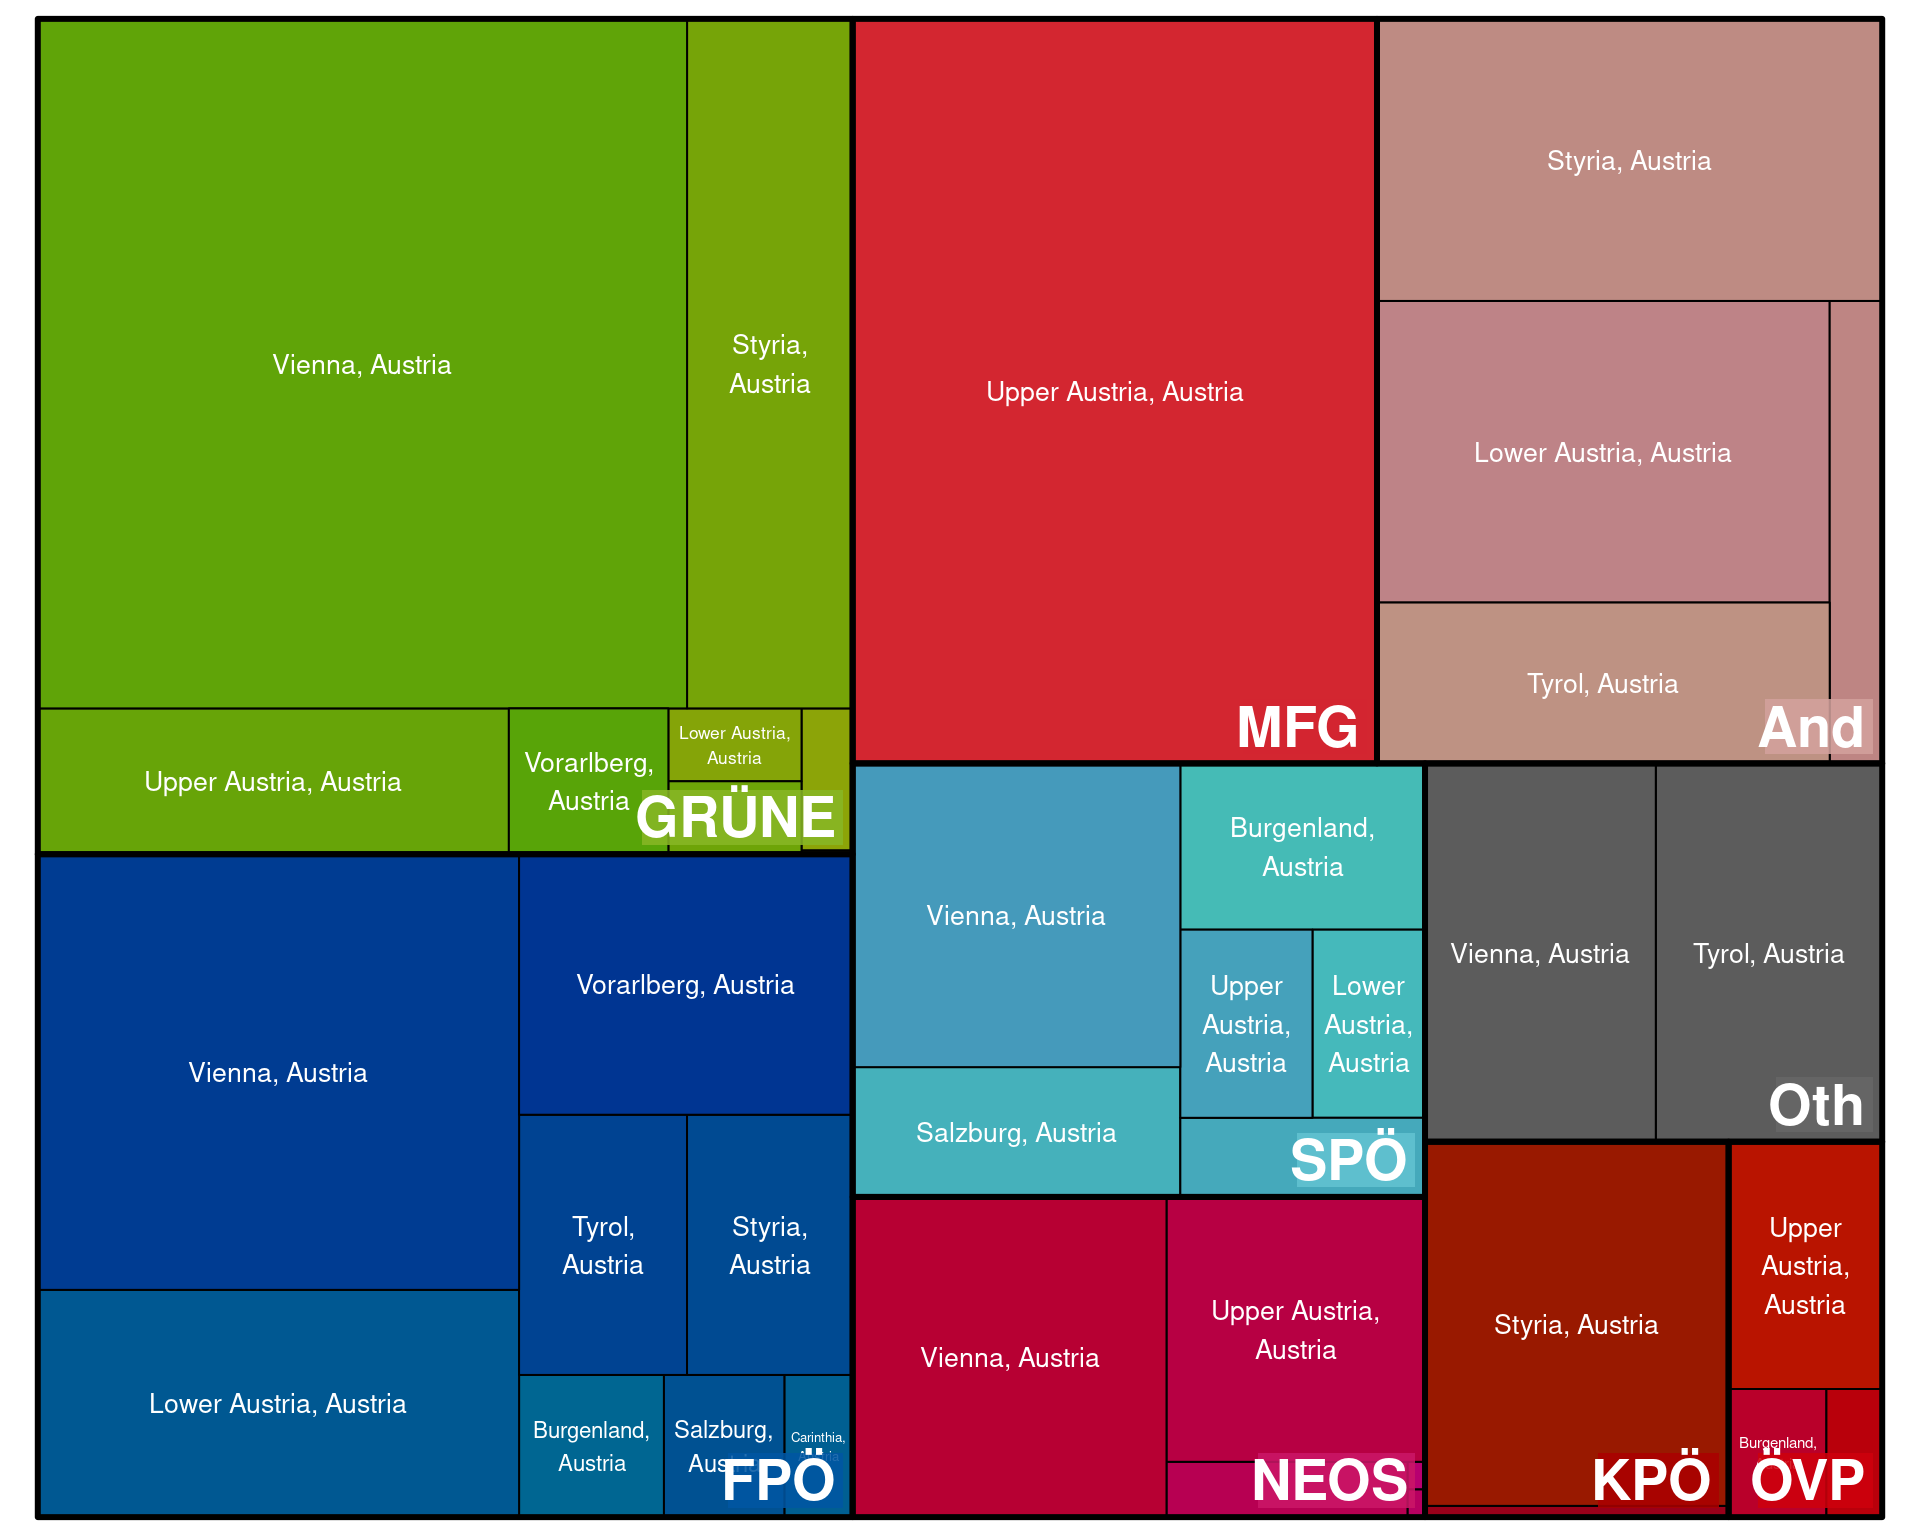 Vienna, Austria
Styria,
Austria
Upper Austria, Austria
Vorarlberg,
Austria
Lower Austria,
Austria
GRÜNE
Upper Austria, Austria
MFG
Styria, Austria
Lower Austria, Austria
Tyrol, Austria
And
Vienna, Austria
Vorarlberg, Austria
Tyrol,
Austria
Styria,
Austria
Lower Austria, Austria
Burgenland,
Austria
Salzburg,
Carinthia,
FPÖ
Vienna, Austria
Burgenland,
Austria
Upper
Austria,
Austria
Lower
Austria,
Austria
Salzburg, Austria
SPÖ
Vienna, Austria
Tyrol, Austria
Oth
Vienna, Austria
Upper Austria,
Austria
NEOS
Styria, Austria
KPÖ
Upper
Austria,
Austria
Burgenland,
ÖVP